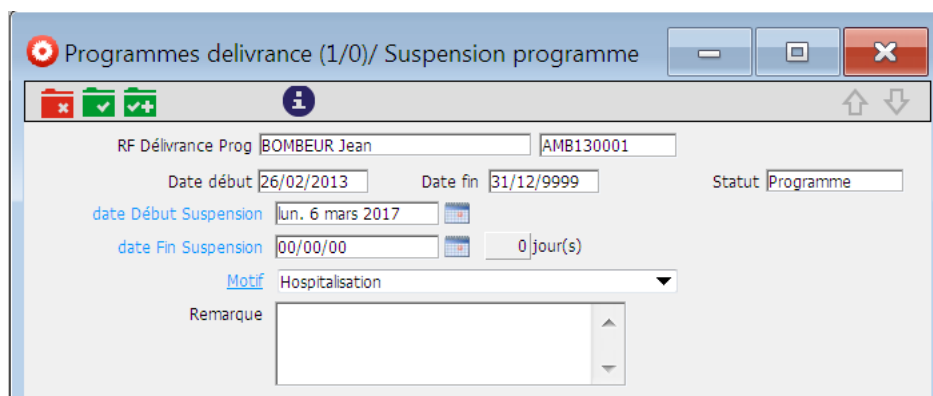 Programmes delivrance (1/0)/ Suspension programme
RF Délivrance Prog BOMBEUR Jean AMB130001
Date début 26/02/2013 Date fin 31/12/9999 Statut Programme
date Début Suspension lun. 6 mars 2017
date Fin Suspension 00/00/00 0 jour(s)
Motif Hospitalisation
Remarque